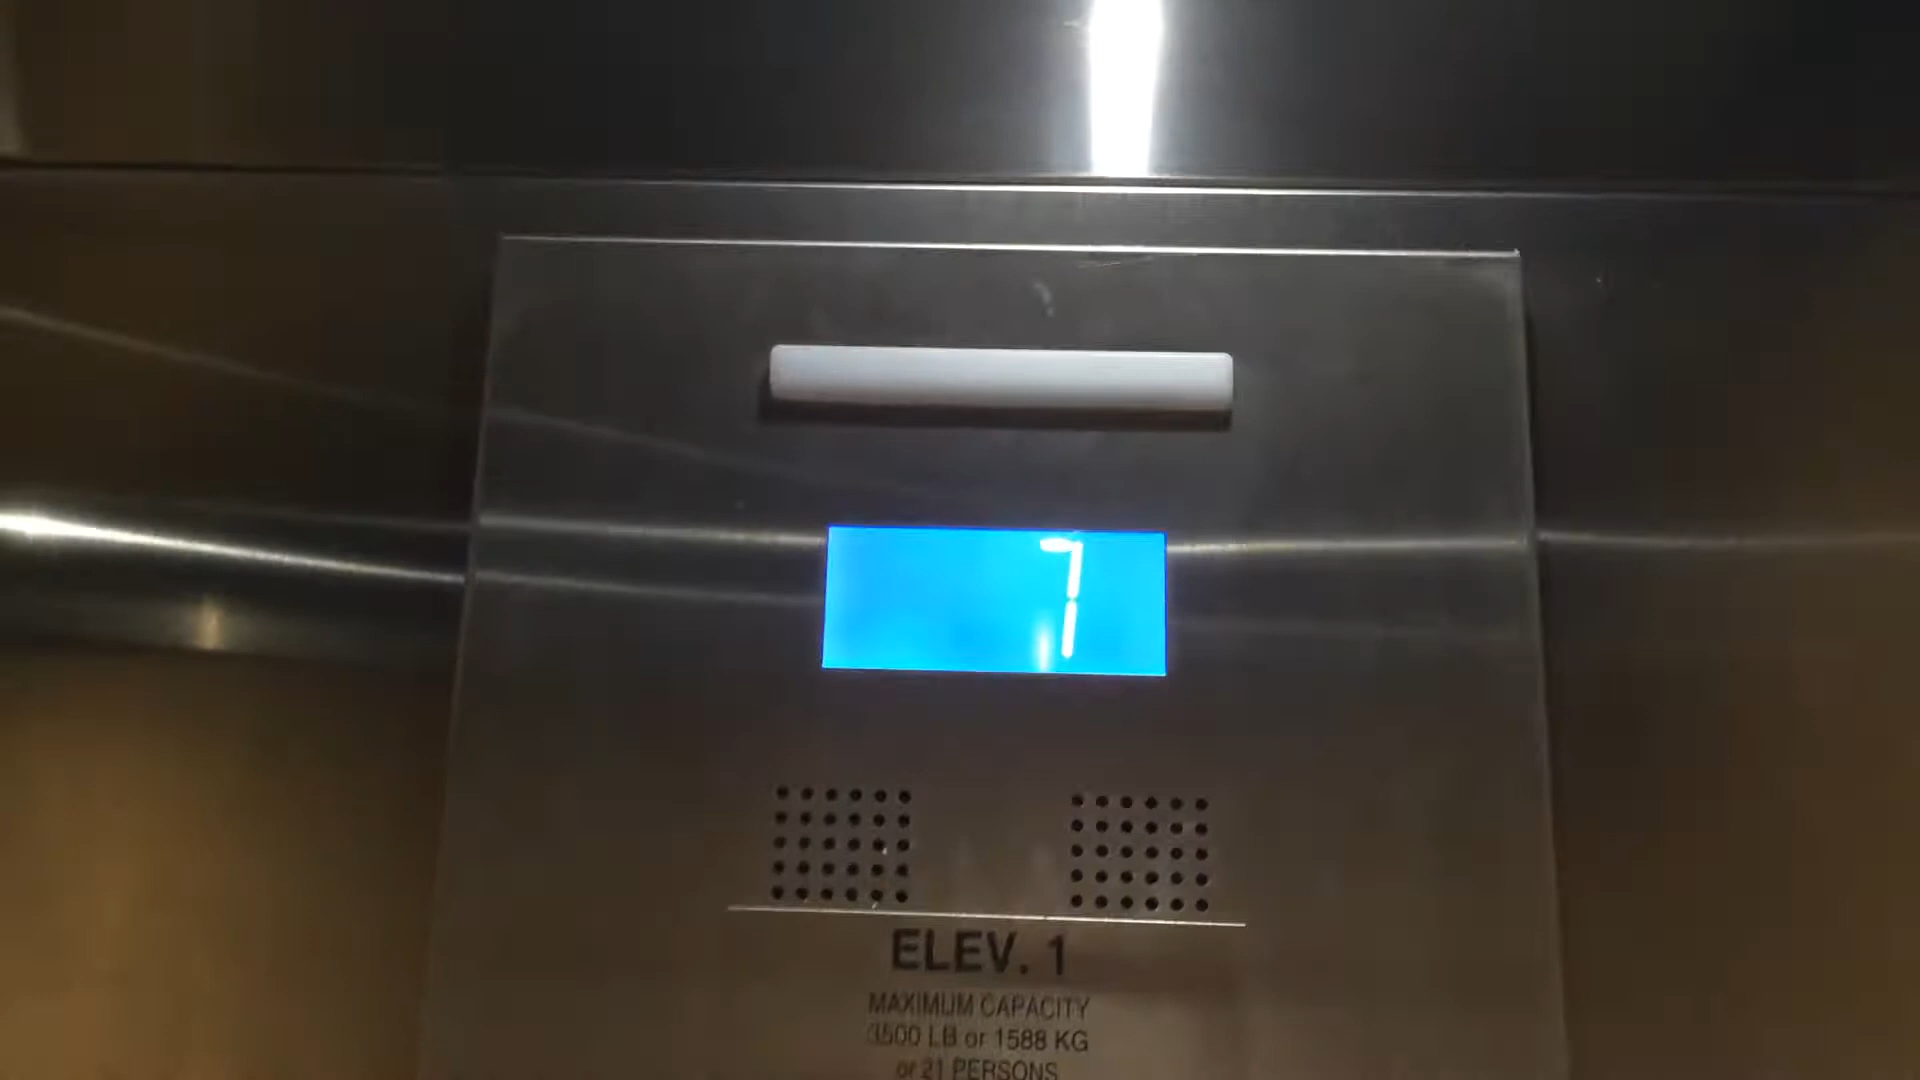 7
ELEV. 1
MAXIMUM CAPACITY
3500 LB or 1588 KG
or 21 PERSONS